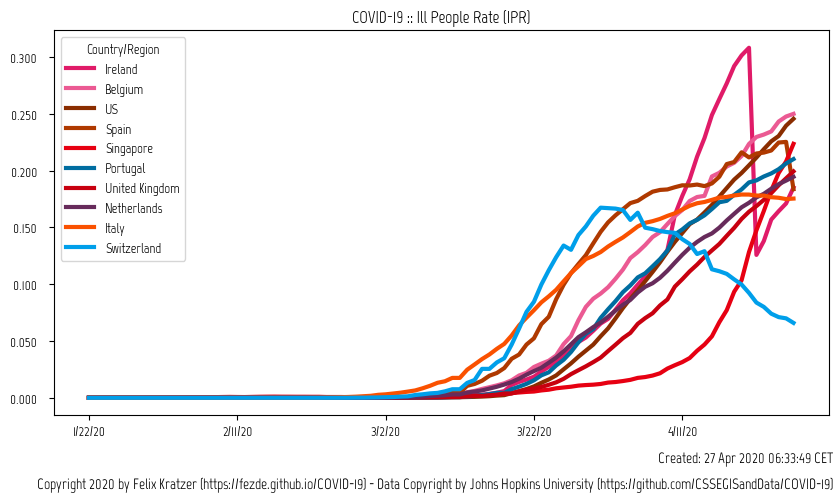 COVID-19 :: Ill People Rate (IPR)
0.300
0.250
0.200
0.150
0.100
0.050
0.000
Country/Region
Ireland
Belgium
US
Spain
Singapore
Portugal
United Kingdom
Netherlands
Italy
Switzerland
1/22/20 2/11/20 3/2/20 3/22/20 4/11/20
Created: 27 Apr 2020 06:33:49 CET
Copyright 2020 by Felix Kratzer (https://fezde.github.io/COVID-19) - Data Copyright by Johns Hopkins University (https://github.com/CSSEGISandData/COVID-19)